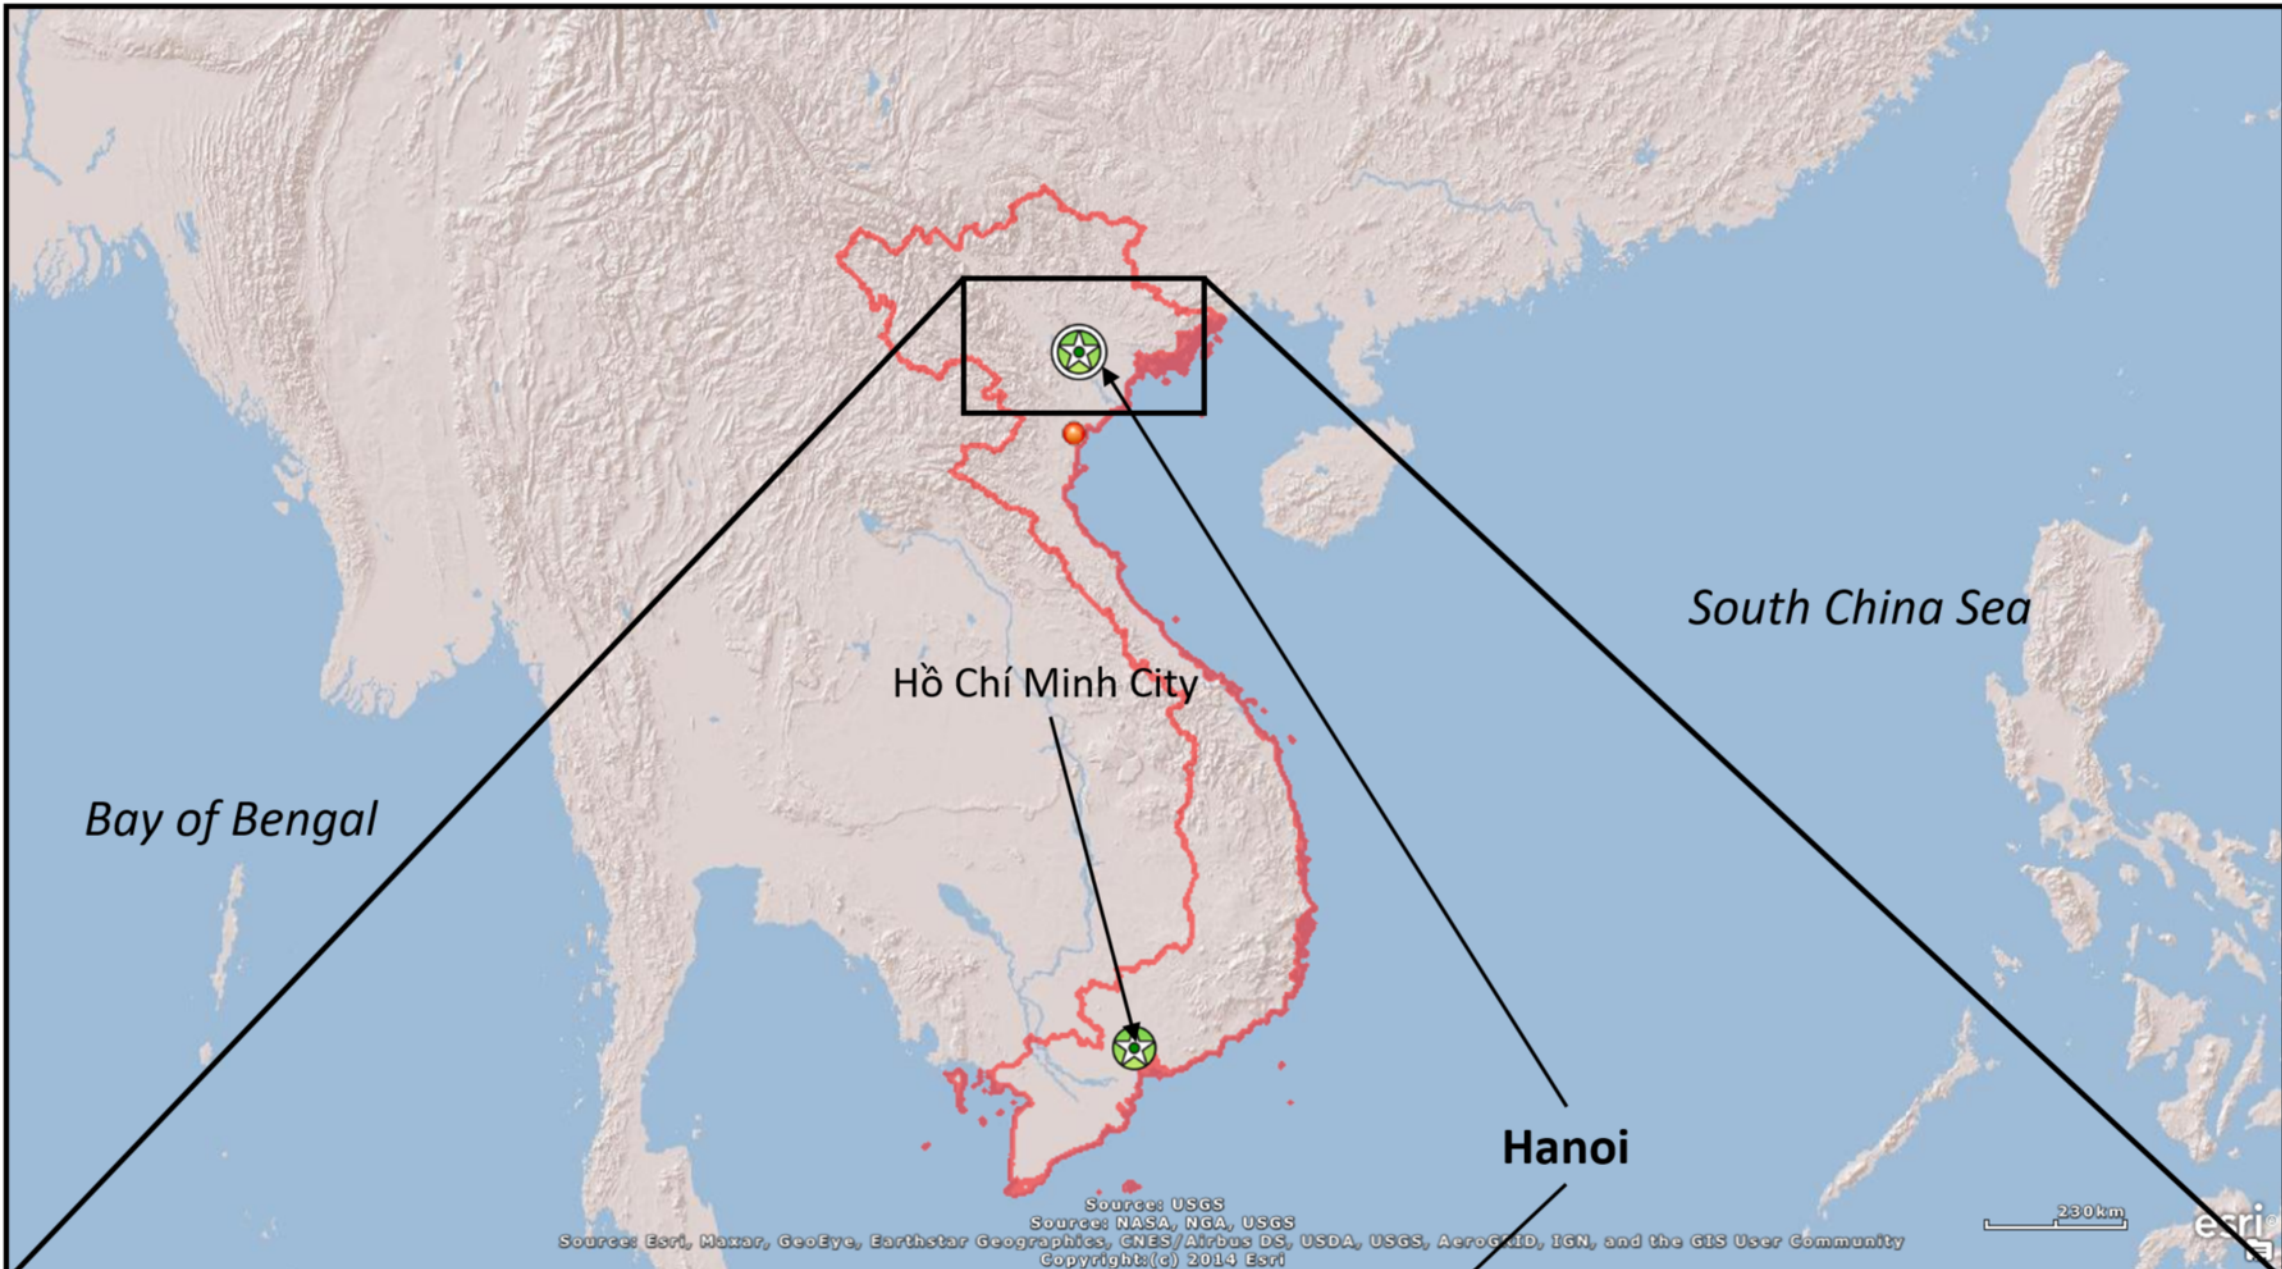 South China Sea
Hồ Chí Minh City
Bay of Bengal
Hanoi
Source: USGS
Source: NASA, NGA, USGS
Source: Esri, Maxar, GeoEye, Earthstar Geographics, CNES/Airbus DS, USDA, USGS, AeroGRID, IGN, and the GIS User Community
Copyright:(c) 2014 Esri
230km
esri